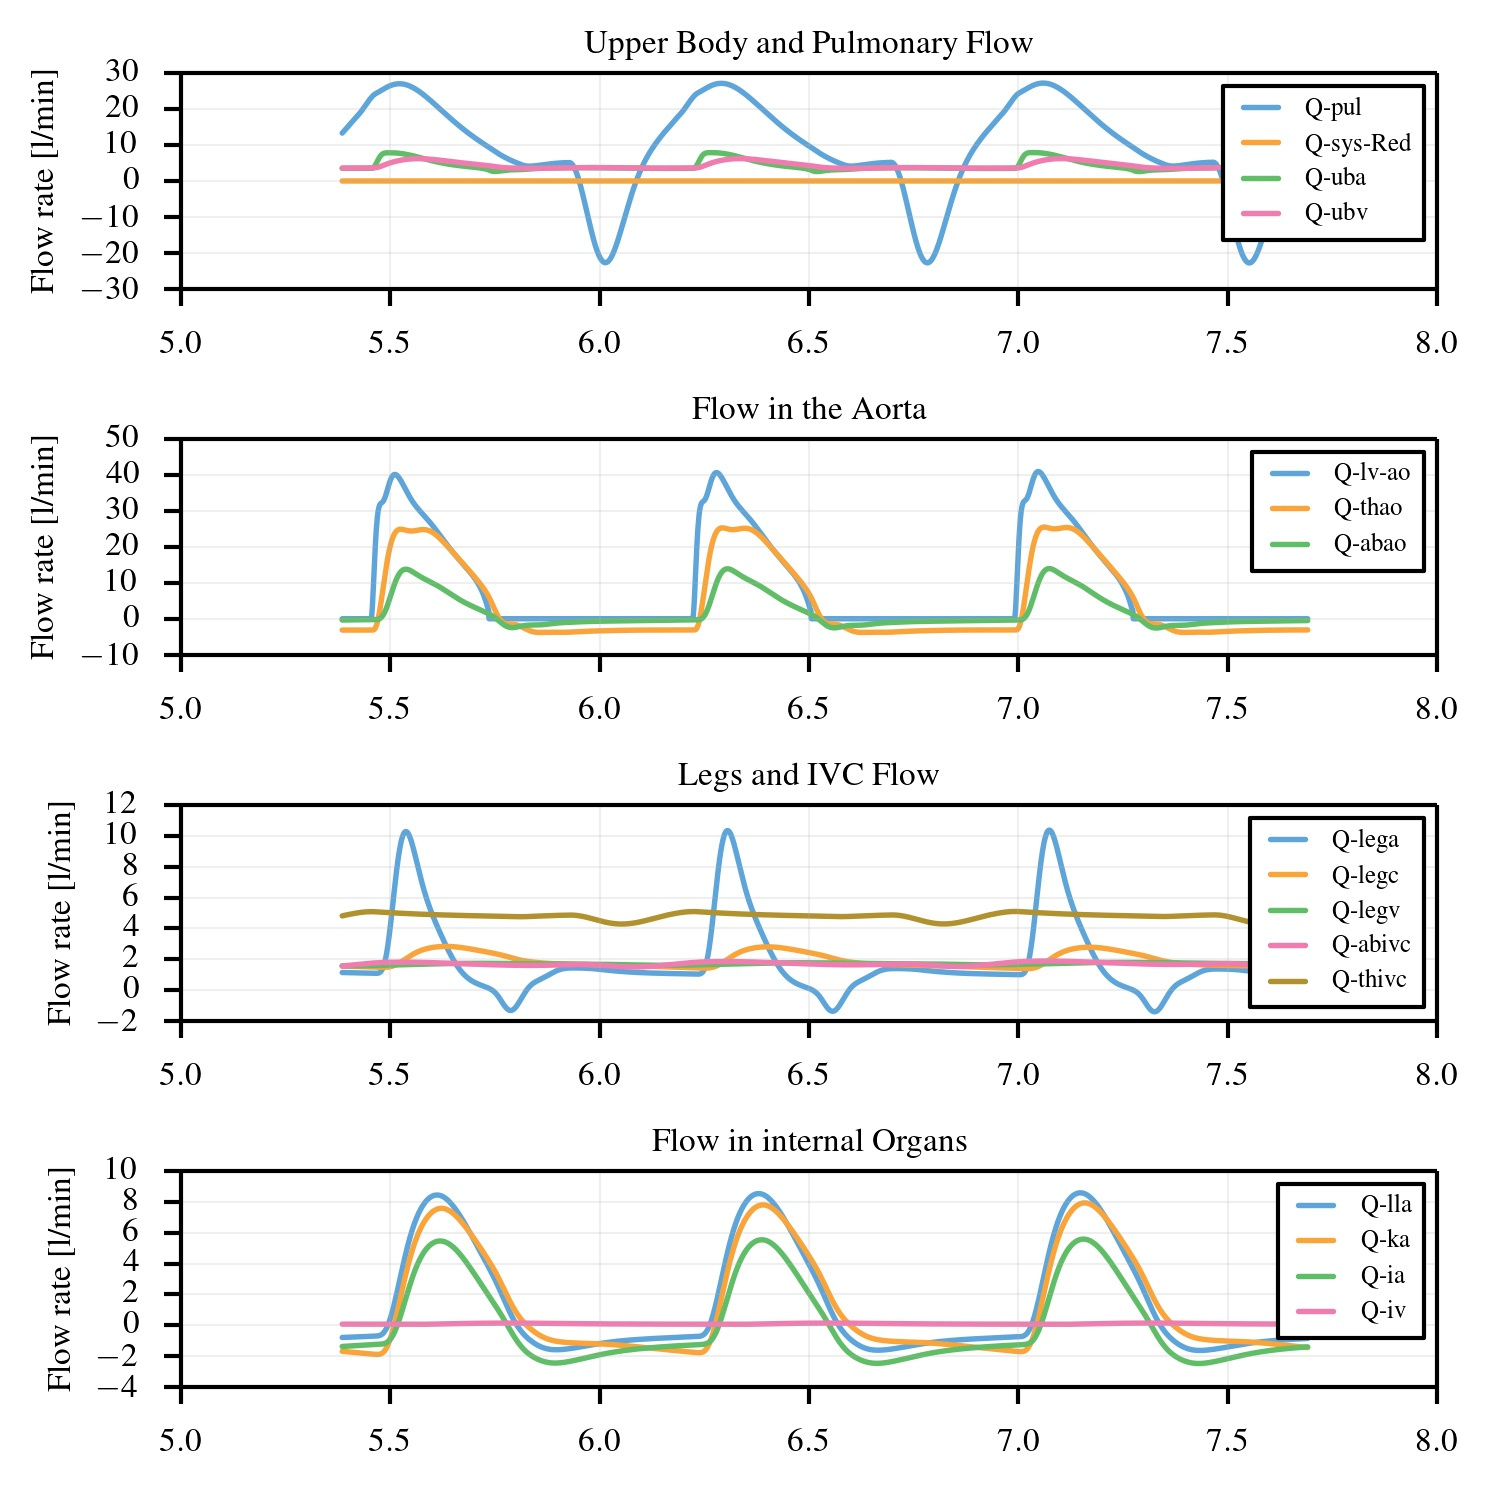 Upper Body and Pulmonary Flow
Flow rate [l/min]
30
20
10
0
−10
−20
−30
Q-pul
Q-sys-Red
Q-uba
Q-ubv
5.0 5.5 6.0 6.5 7.0 7.5 8.0
Flow in the Aorta
Flow rate [l/min]
50
40
30
20
10
0
−10
Q-lv-ao
Q-thao
Q-abao
5.0 5.5 6.0 6.5 7.0 7.5 8.0
Legs and IVC Flow
Flow rate [l/min]
12
10
8
6
4
2
0
−2
Q-lega
Q-legc
Q-legv
Q-abivc
Q-thivc
5.0 5.5 6.0 6.5 7.0 7.5 8.0
Flow in internal Organs
Flow rate [l/min]
10
8
6
4
2
0
−2
−4
Q-lla
Q-ka
Q-ia
Q-iv
5.0 5.5 6.0 6.5 7.0 7.5 8.0